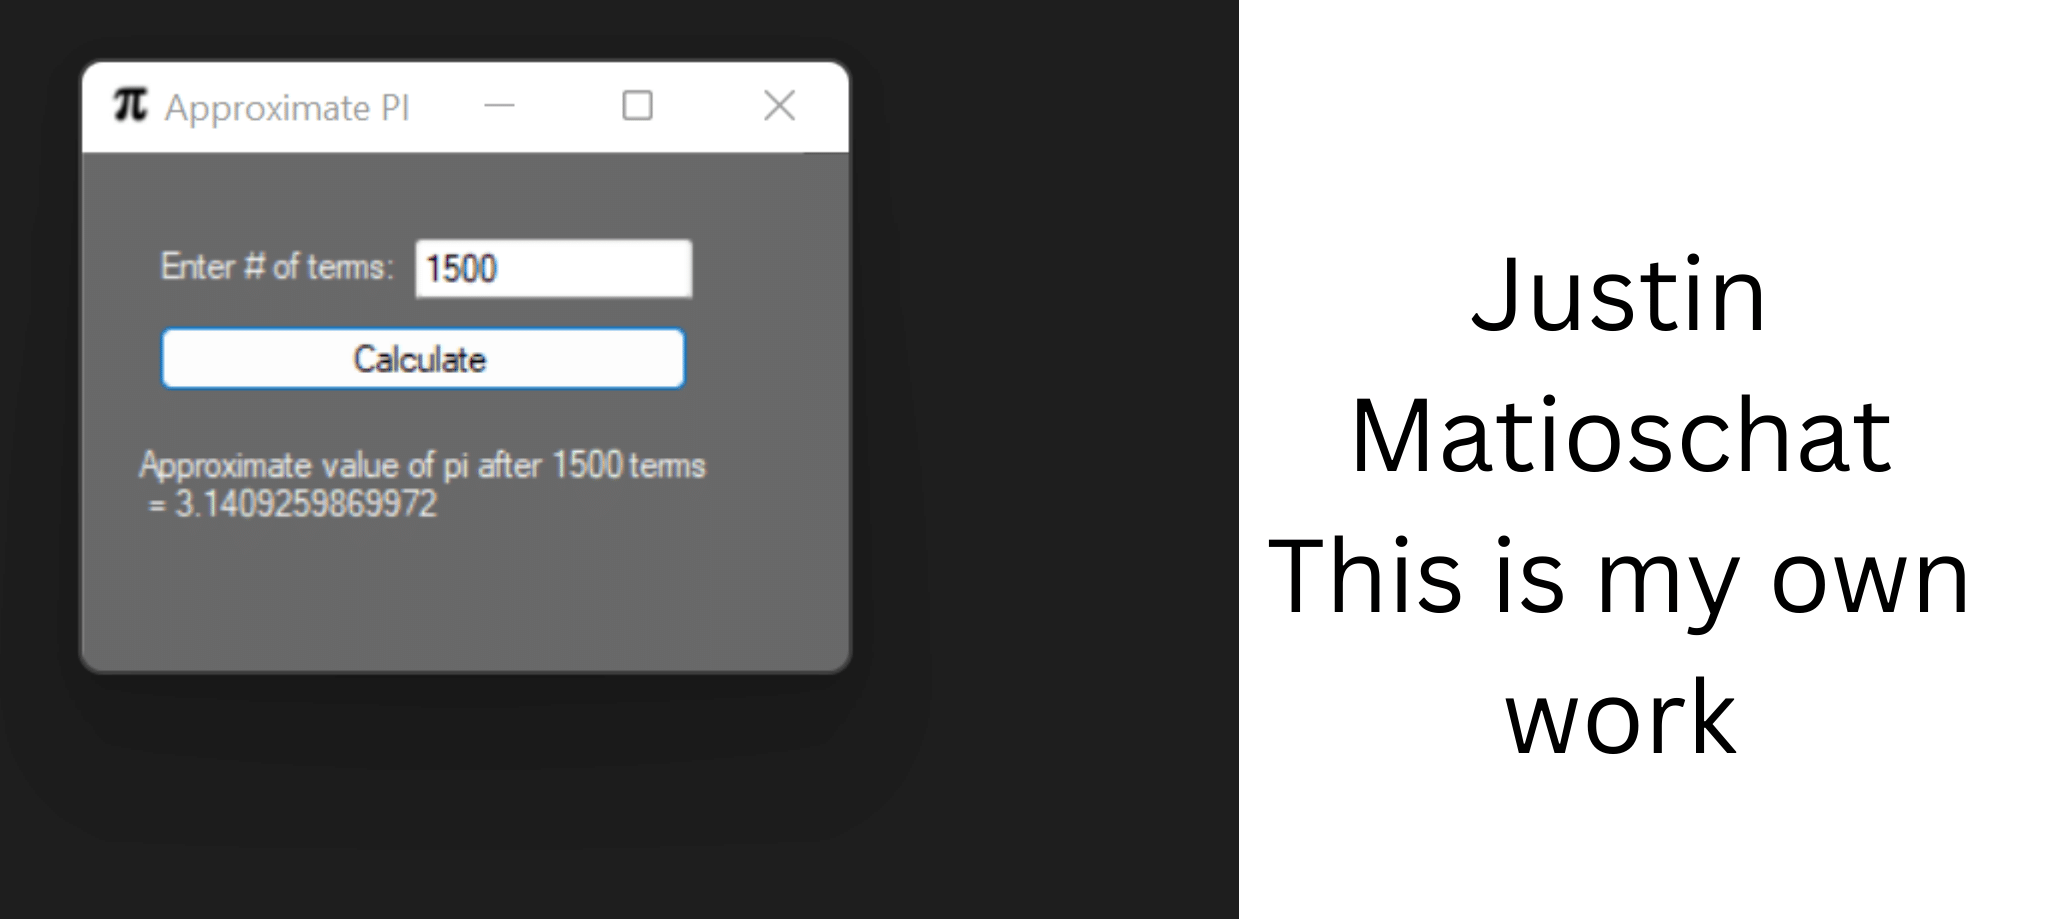 π Approximate PI
Enter # of terms: 1500
Calculate
Approximate value of pi after 1500 terms
= 3.1409259869972
Justin
Matioschat
This is my own
work